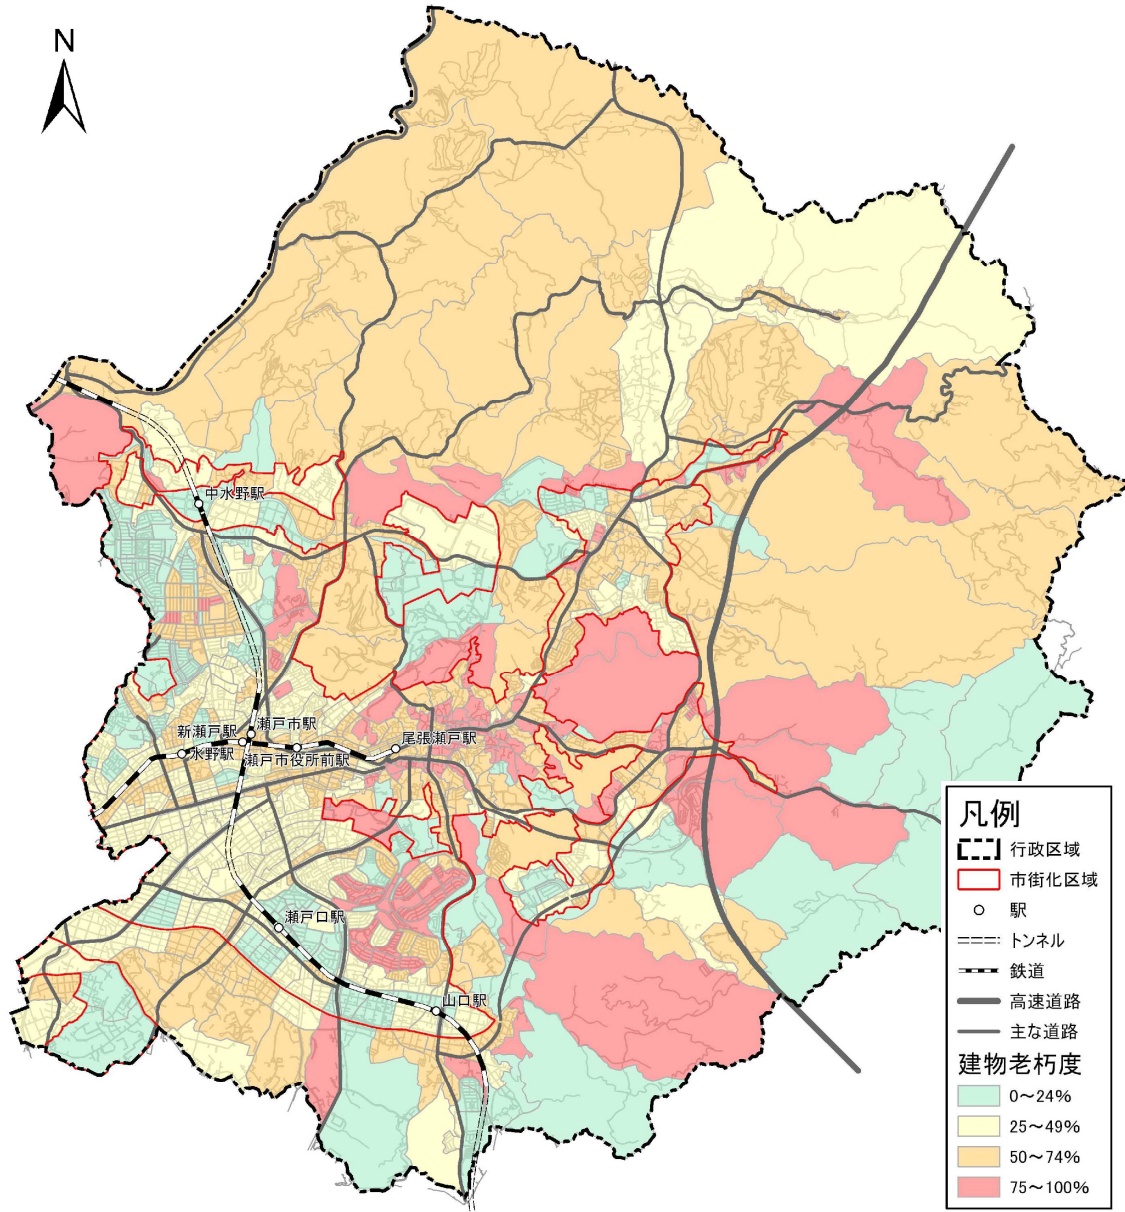 N
中水野駅
新瀬戸駅
瀬戸市駅
水野駅
瀬戸市役所前駅
尾張瀬戸駅
瀬戸口駅
山口駅
凡例
行政区域
市街化区域
駅
トンネル
鉄道
高速道路
主な道路
建物老朽度
0～24%
25～49%
50～74%
75～100%